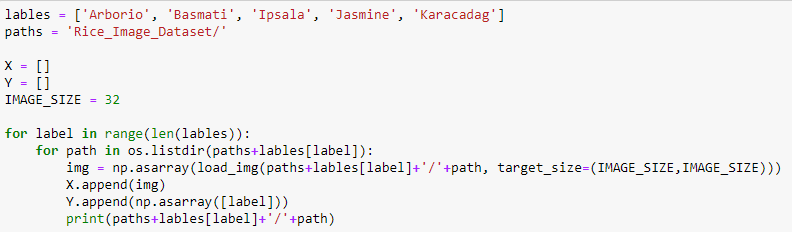 lables = ['Arborio', 'Basmati', 'Ipsala', 'Jasmine', 'Karacadag']
paths = 'Rice_Image_Dataset/'
X = []
Y = []
IMAGE_SIZE = 32
for label in range(len(lables)):
    for path in os.listdir(paths+lables[label]):
        img = np.asarray(load_img(paths+lables[label]+'/'+path, target_size=(IMAGE_SIZE,IMAGE_SIZE)))
        X.append(img)
        Y.append(np.asarray([label]))
        print(paths+lables[label]+'/'+path)